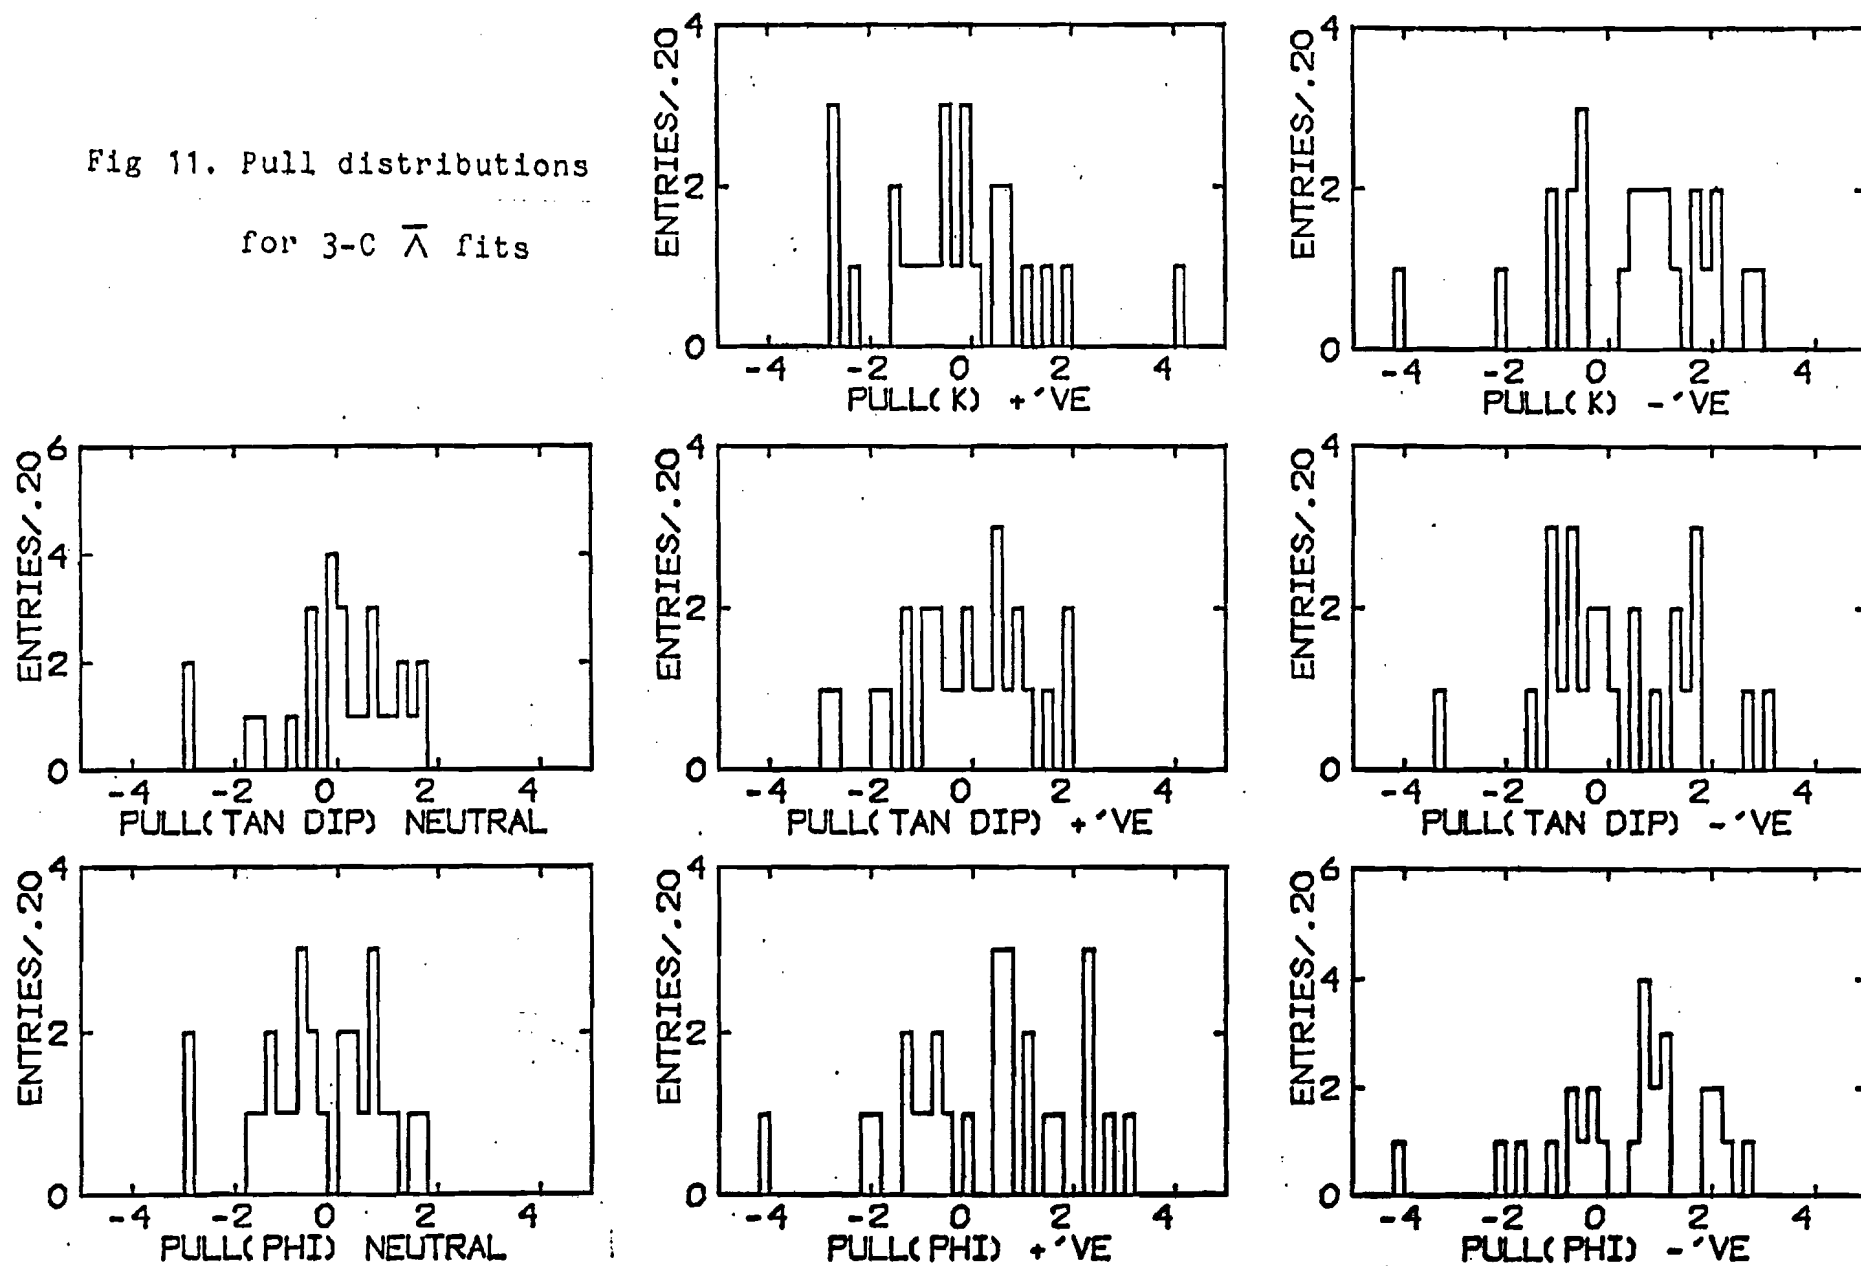 Fig 11. Pull distributions
for 3-C Λ̅ fits
ENTRIES/.20
4
2
0
-4 -2 0 2 4
PULL(K) +'VE
ENTRIES/.20
4
2
0
-4 -2 0 2 4
PULL(K) -'VE
ENTRIES/.20
6
4
2
0
-4 -2 0 2 4
PULL(TAN DIP) NEUTRAL
ENTRIES/.20
4
2
0
-4 -2 0 2 4
PULL(TAN DIP) +'VE
ENTRIES/.20
4
2
0
-4 -2 0 2 4
PULL(TAN DIP) -'VE
ENTRIES/.20
4
2
0
-4 -2 0 2 4
PULL(PHI) NEUTRAL
ENTRIES/.20
4
2
0
-4 -2 0 2 4
PULL(PHI) +'VE
ENTRIES/.20
6
4
2
0
-4 -2 0 2 4
PULL(PHI) -'VE